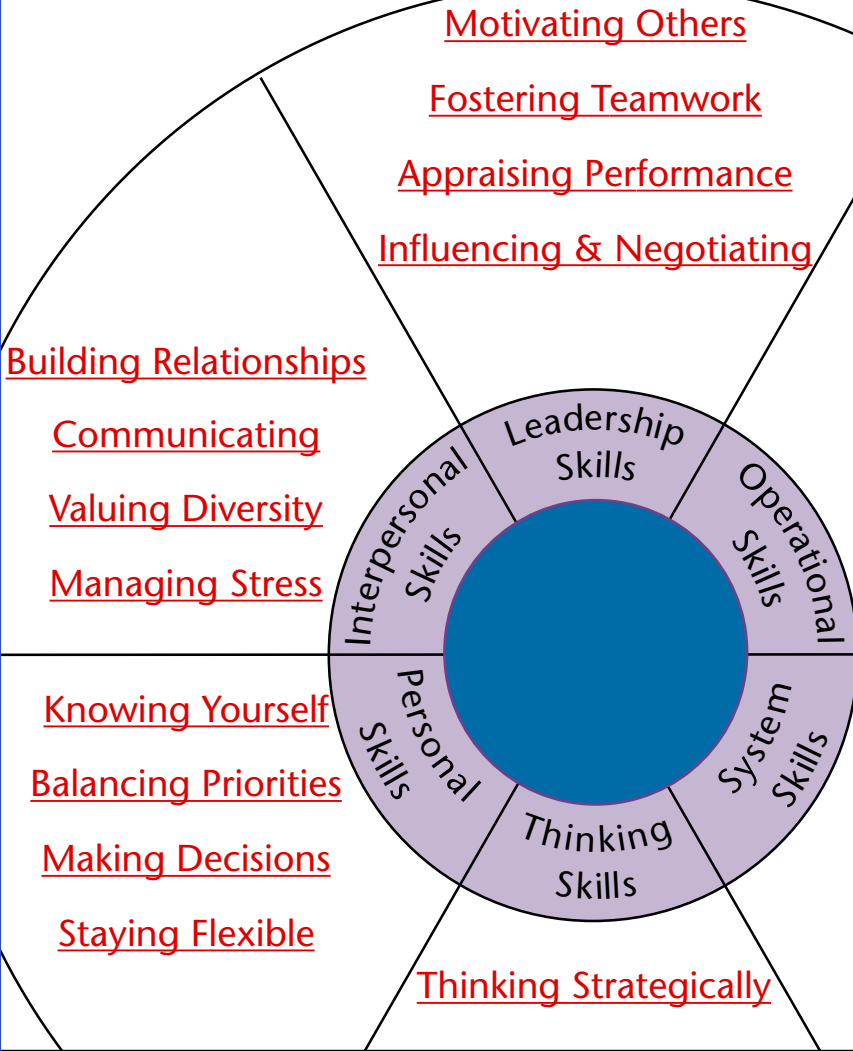 Motivating Others
Fostering Teamwork
Appraising Performance
Influencing & Negotiating
Building Relationships
Communicating
Valuing Diversity
Managing Stress
Leadership
Skills
Interpersonal
Skills
Operational
Skills
Knowing Yourself
Balancing Priorities
Making Decisions
Staying Flexible
Personal
Skills
System
Skills
Thinking
Skills
Thinking Strategically